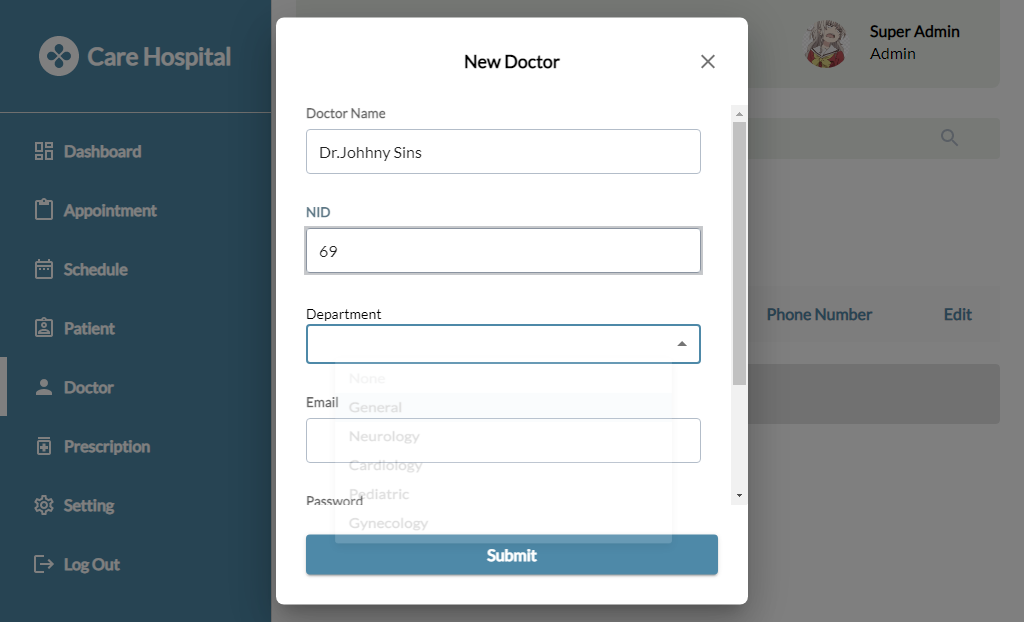 Care Hospital
Dashboard
Appointment
Schedule
Patient
Doctor
Prescription
Setting
Log Out
Super Admin
Admin
Phone Number
Edit
New Doctor
Doctor Name
Dr.Johhny Sins
NID
69
Department
None
General
Neurology
Cardiology
Pediatric
Gynecology
Email
Password
Submit